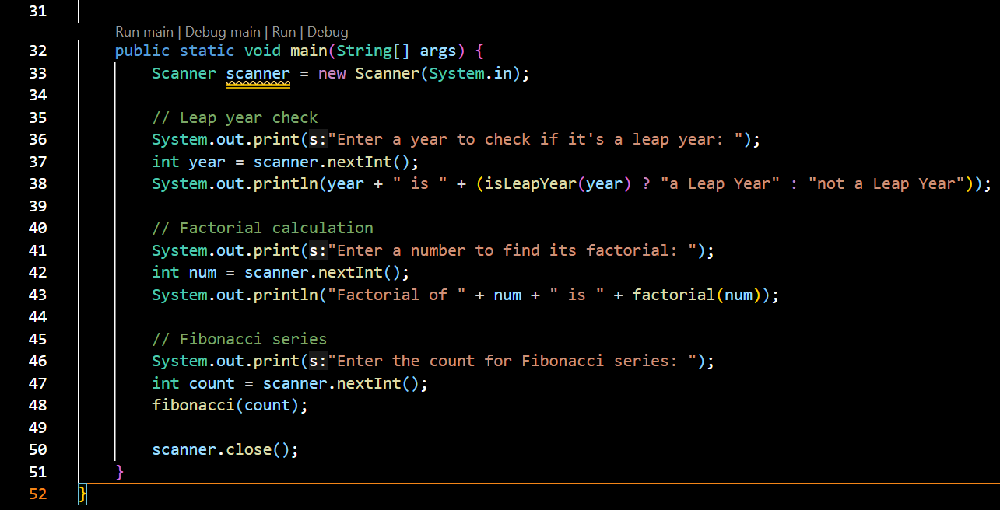 31
Run main | Debug main | Run | Debug
32 public static void main(String[] args) {
33 Scanner scanner = new Scanner(System.in);
34
35 // Leap year check
36 System.out.print(s:"Enter a year to check if it's a leap year: ");
37 int year = scanner.nextInt();
38 System.out.println(year + " is " + (isLeapYear(year) ? "a Leap Year" : "not a Leap Year"));
39
40 // Factorial calculation
41 System.out.print(s:"Enter a number to find its factorial: ");
42 int num = scanner.nextInt();
43 System.out.println("Factorial of " + num + " is " + factorial(num));
44
45 // Fibonacci series
46 System.out.print(s:"Enter the count for Fibonacci series: ");
47 int count = scanner.nextInt();
48 fibonacci(count);
49
50 scanner.close();
51 }
52 }